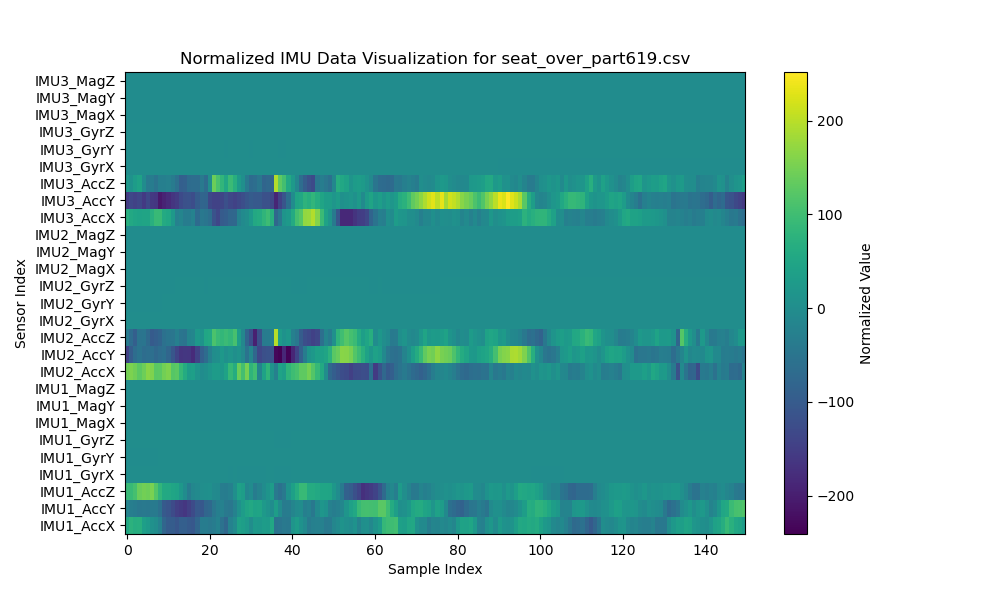 Normalized IMU Data Visualization for seat_over_part619.csv
IMU3_MagZ
IMU3_MagY
IMU3_MagX
IMU3_GyrZ
IMU3_GyrY
IMU3_GyrX
IMU3_AccZ
IMU3_AccY
IMU3_AccX
IMU2_MagZ
IMU2_MagY
IMU2_MagX
IMU2_GyrZ
IMU2_GyrY
IMU2_GyrX
IMU2_AccZ
IMU2_AccY
IMU2_AccX
IMU1_MagZ
IMU1_MagY
IMU1_MagX
IMU1_GyrZ
IMU1_GyrY
IMU1_GyrX
IMU1_AccZ
IMU1_AccY
IMU1_AccX
Sensor Index
0 20 40 60 80 100 120 140
Sample Index
200
100
0
−100
−200
Normalized Value